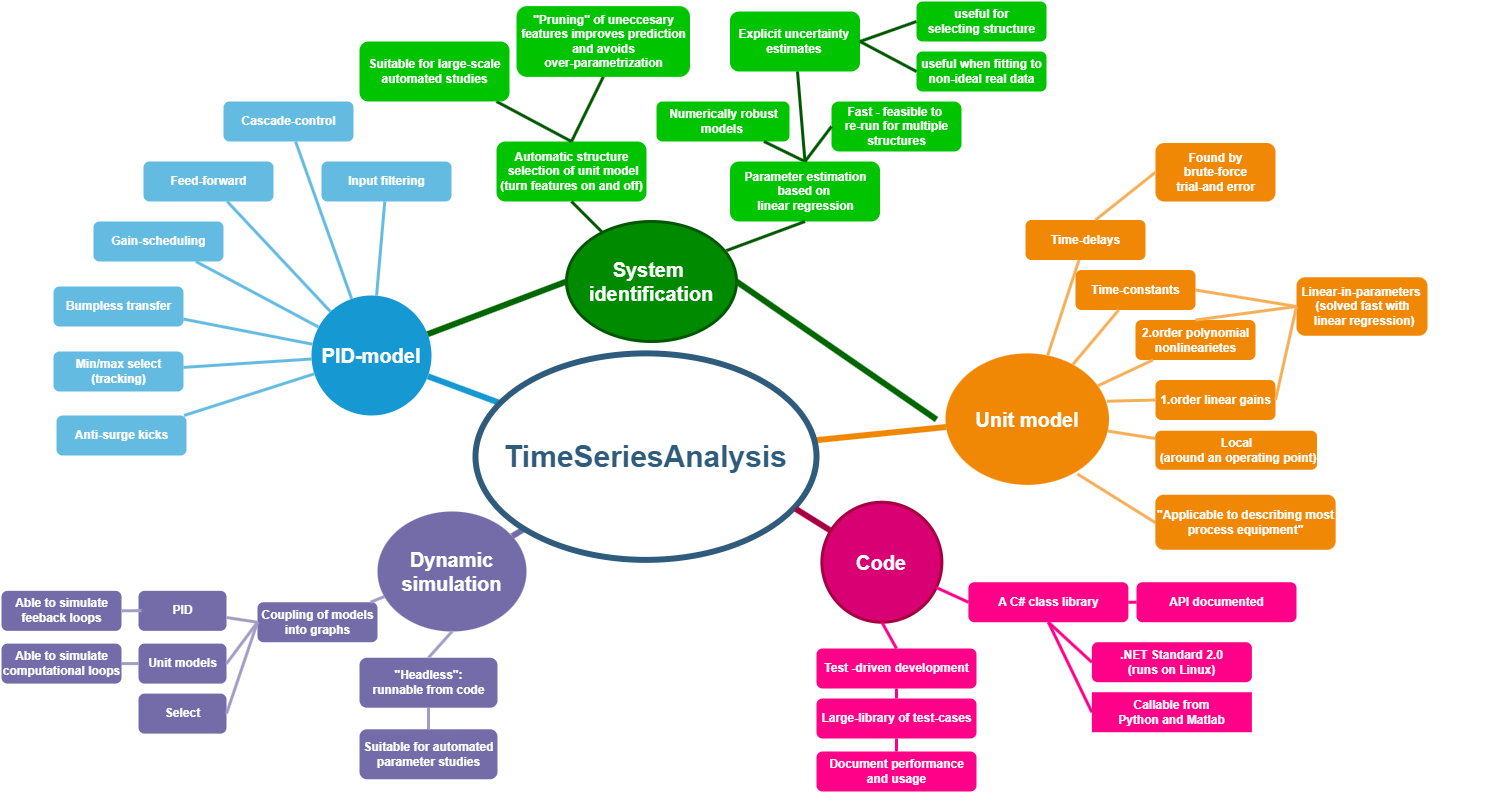 "Pruning" of uneccesary
features improves prediction
and avoids
over-parametrization
Suitable for large-scale
automated studies
Explicit uncertainty
estimates
useful for
selecting structure
useful when fitting to
non-ideal real data
Numerically robust
models
Fast - feasible to
re-run for multiple
structures
Automatic structure
selection of unit model
(turn features on and off)
Parameter estimation
based on
linear regression
System
identification
Cascade-control
Feed-forward
Input filtering
Gain-scheduling
Bumpless transfer
Min/max select
(tracking)
Anti-surge kicks
PID-model
TimeSeriesAnalysis
Found by
brute-force
trial-and error
Time-delays
Time-constants
Linear-in-parameters
(solved fast with
linear regression)
2.order polynomial
nonlinearietes
1.order linear gains
Unit model
Local
(around an operating point)
"Applicable to describing most
process equipment"
Dynamic
simulation
Coupling of models
into graphs
PID
Able to simulate
feeback loops
Unit models
Able to simulate
computational loops
Select
"Headless":
runnable from code
Suitable for automated
parameter studies
Code
A C# class library
API documented
.NET Standard 2.0
(runs on Linux)
Callable from
Python and Matlab
Test -driven development
Large-library of test-cases
Document performance
and usage